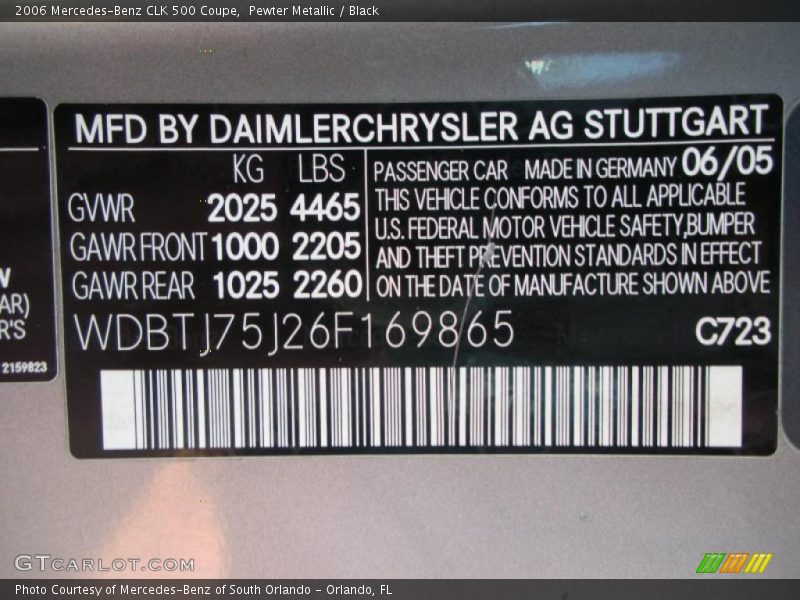 2006 Mercedes-Benz CLK 500 Coupe,  Pewter Metallic / Black
MFD BY DAIMLERCHRYSLER AG STUTTGART
KG LBS
GVWR 2025 4465
GAWR FRONT 1000 2205
GAWR REAR 1025 2260
PASSENGER CAR MADE IN GERMANY 06/05
THIS VEHICLE CONFORMS TO ALL APPLICABLE
U.S. FEDERAL MOTOR VEHICLE SAFETY,BUMPER
AND THEFT PREVENTION STANDARDS IN EFFECT
ON THE DATE OF MANUFACTURE SHOWN ABOVE
WDBTJ75J26F169865 C723
AR)
R'S
2159823
GTCARLOT.COM
Photo Courtesy of Mercedes-Benz of South Orlando - Orlando, FL